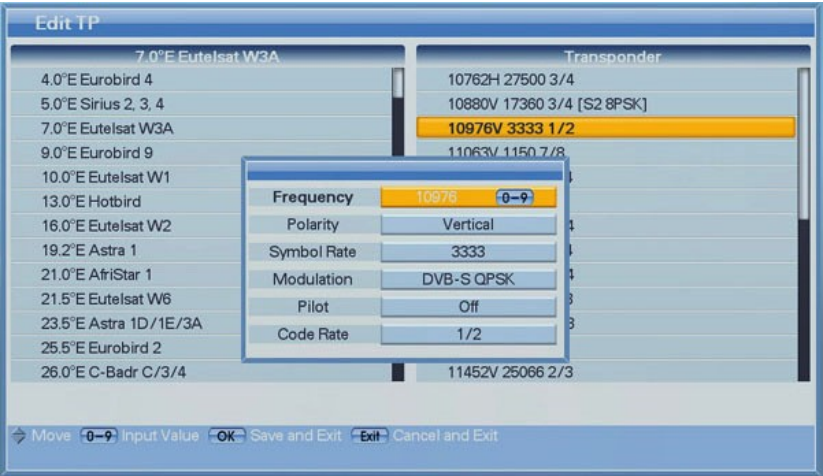 Edit TP
7.0°E Eutelsat W3A
4.0°E Eurobird 4
5.0°E Sirius 2, 3, 4
7.0°E Eutelsat W3A
9.0°E Eurobird 9
10.0°E Eutelsat W1
13.0°E Hotbird
16.0°E Eutelsat W2
19.2°E Astra 1
21.0°E AfriStar 1
21.5°E Eutelsat W6
23.5°E Astra 1D/1E/3A
25.5°E Eurobird 2
26.0°E C-Badr C/3/4
Transponder
10762H 27500 3/4
10880V 17360 3/4 [S2 8PSK]
10976V 3333 1/2
11063V 1150 7/8
11452V 25066 2/3
Frequency 10976 0-9
Polarity Vertical
Symbol Rate 3333
Modulation DVB-S QPSK
Pilot Off
Code Rate 1/2
Move 0-9 Input Value OK Save and Exit Exit Cancel and Exit